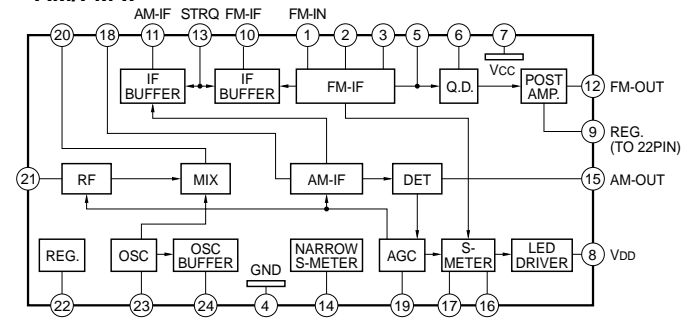 AM-IF STRQ FM-IF FM-IN
20 18 11 13 10 1 2 3 5 6 7
VCC
IF BUFFER
IF BUFFER
FM-IF
Q.D.
POST AMP.
12 FM-OUT
9 REG.
(TO 22PIN)
21 RF MIX AM-IF DET 15 AM-OUT
REG.
OSC
OSC BUFFER
GND
NARROW S-METER
AGC
S-METER
LED DRIVER
8 VDD
22 23 24 4 14 19 17 16